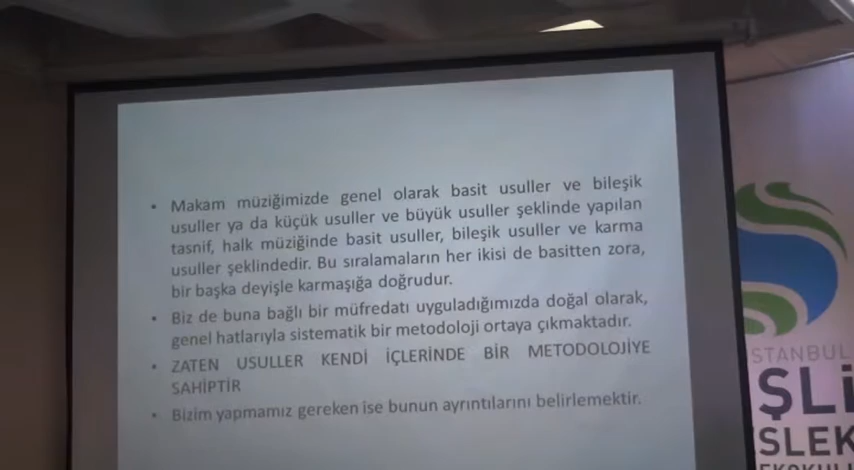 • Makam müziğimizde genel olarak basit usuller ve bileşik
usuller ya da küçük usuller ve büyük usuller şeklinde yapılan
tasnif, halk müziğinde basit usuller, bileşik usuller ve karma
usuller şeklindedir. Bu sıralamaların her ikisi de basitten zora,
bir başka deyişle karmaşığa doğrudur.
• Biz de buna bağlı bir müfredatı uyguladığımızda doğal olarak,
genel hatlarıyla sistematik bir metodoloji ortaya çıkmaktadır.
• ZATEN USULLER KENDİ İÇLERİNDE BİR METODOLOJİYE
SAHİPTİR
• Bizim yapmamız gereken ise bunun ayrıntılarını belirlemektir.
STANBUL
ŞLİ
SLEK
EKOKUL